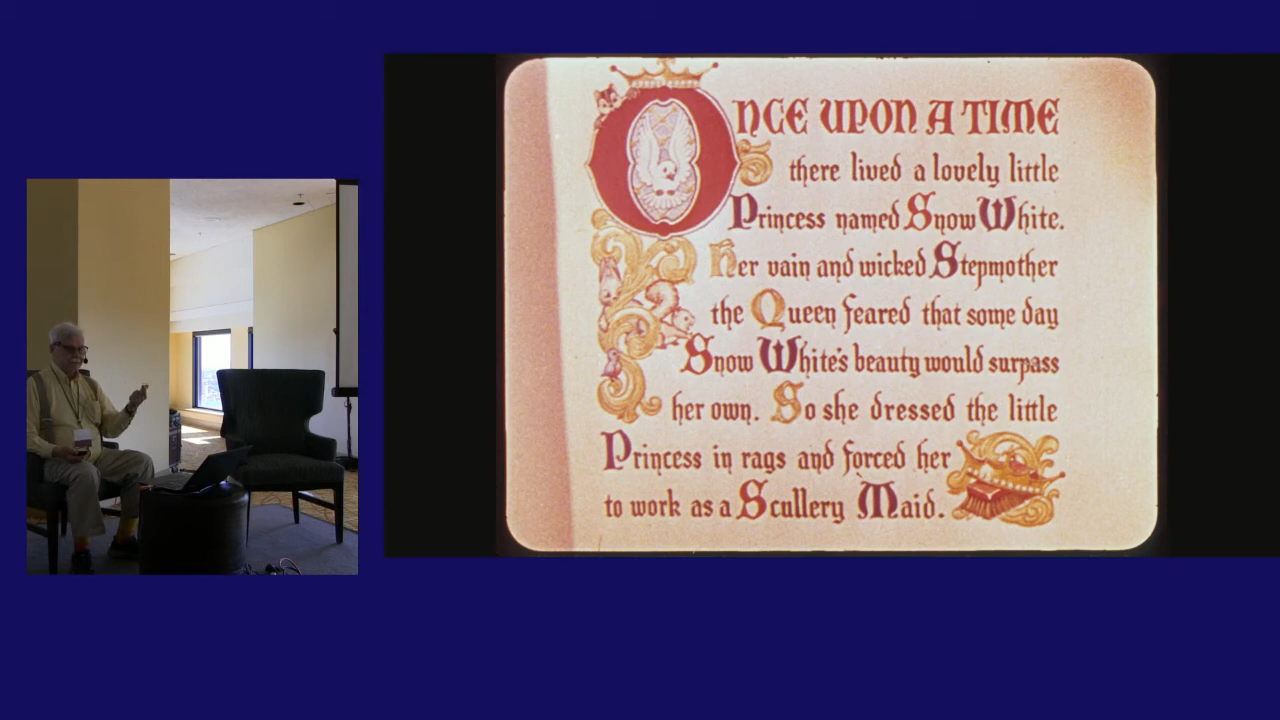 ONCE UPON A TIME
there lived a lovely little
Princess named Snow White.
Her vain and wicked Stepmother
the Queen feared that some day
Snow White's beauty would surpass
her own. So she dressed the little
Princess in rags and forced her
to work as a Scullery Maid.